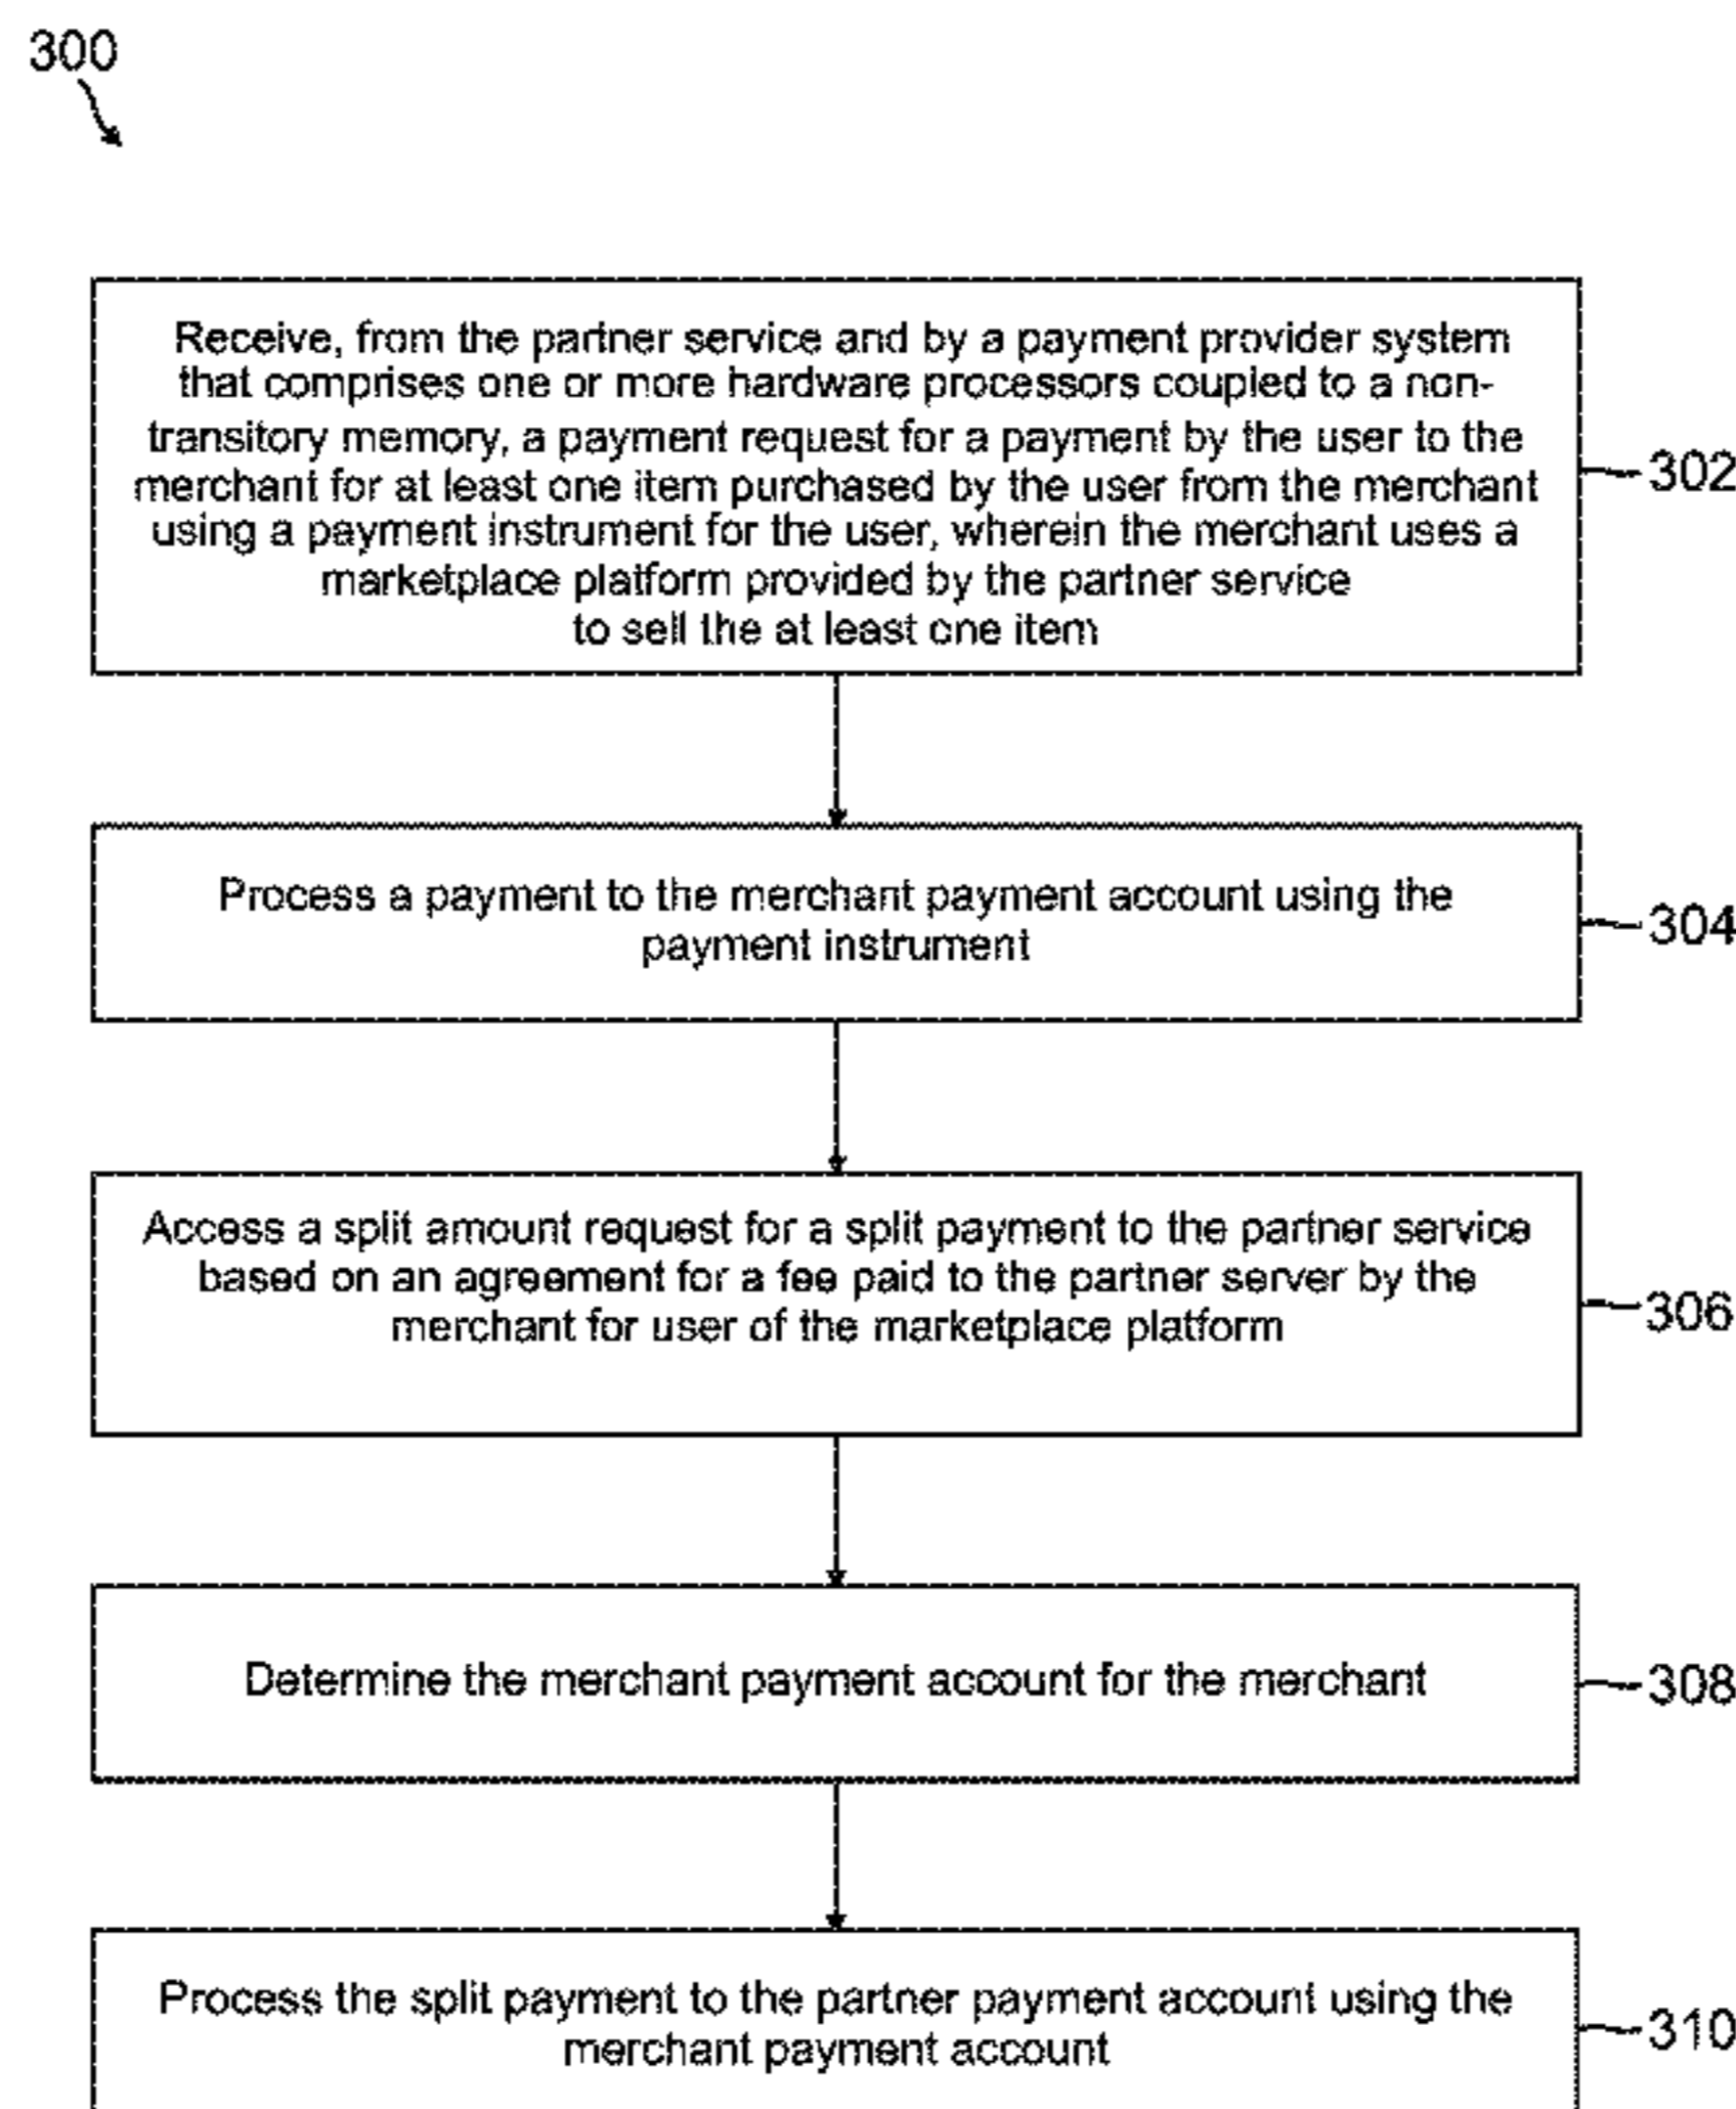 300
Receive, from the partner service and by a payment provider system
that comprises one or more hardware processors coupled to a non-
transitory memory, a payment request for a payment by the user to the
merchant for at least one item purchased by the user from the merchant
using a payment instrument for the user, wherein the merchant uses a
marketplace platform provided by the partner service
to sell the at least one item
302
Process a payment to the merchant payment account using the
payment instrument
304
Access a split amount request for a split payment to the partner service
based on an agreement for a fee paid to the partner server by the
merchant for user of the marketplace platform
306
Determine the merchant payment account for the merchant
308
Process the split payment to the partner payment account using the
merchant payment account
310